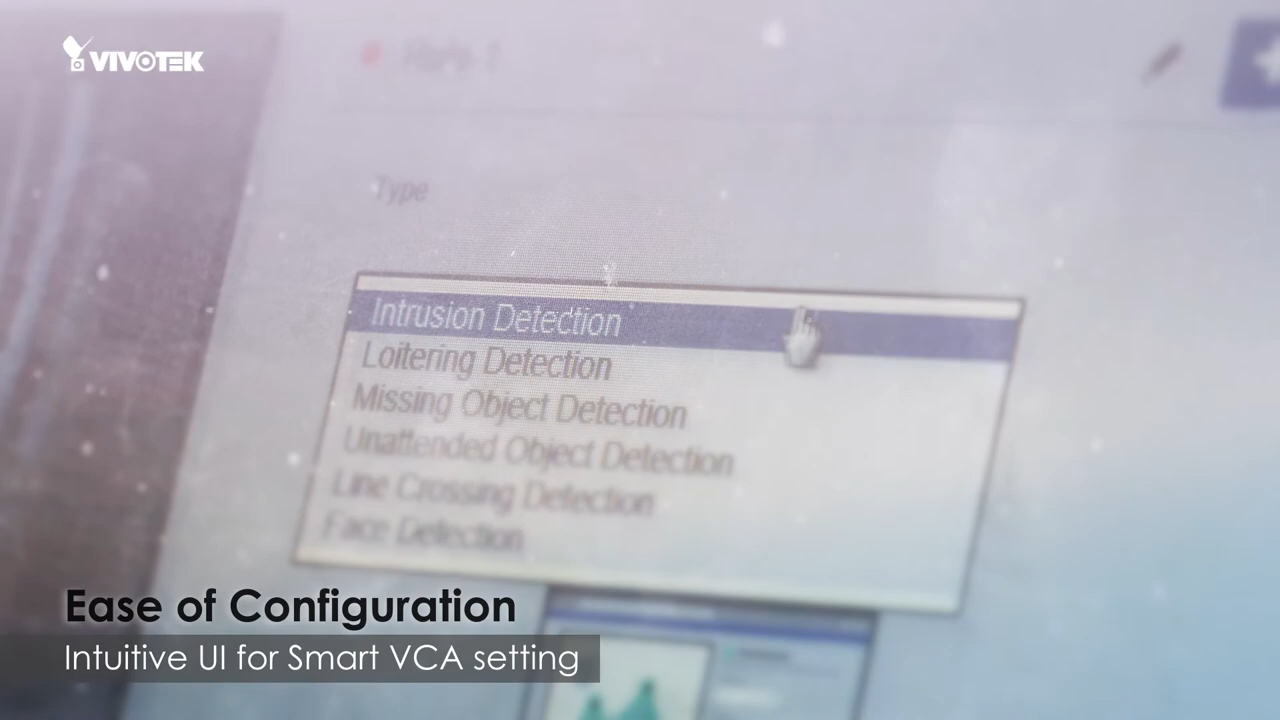 VIVOTEK
Type
Intrusion Detection
Loitering Detection
Missing Object Detection
Unattended Object Detection
Line Crossing Detection
Face Detection
Ease of Configuration
Intuitive UI for Smart VCA setting